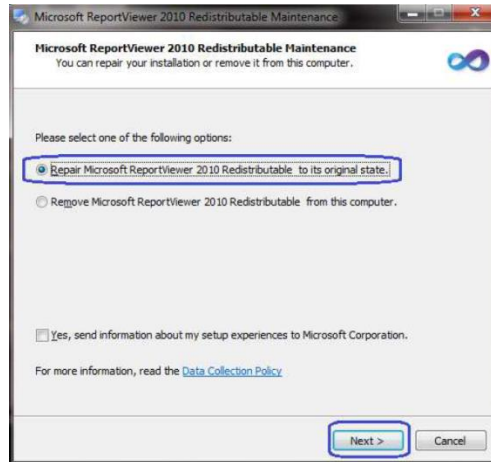 Microsoft ReportViewer 2010 Redistributable Maintenance
Microsoft ReportViewer 2010 Redistributable Maintenance
You can repair your installation or remove it from this computer.
Please select one of the following options:
Repair Microsoft ReportViewer 2010 Redistributable to its original state.
Remove Microsoft ReportViewer 2010 Redistributable from this computer.
Yes, send information about my setup experiences to Microsoft Corporation.
For more information, read the Data Collection Policy
Next > Cancel